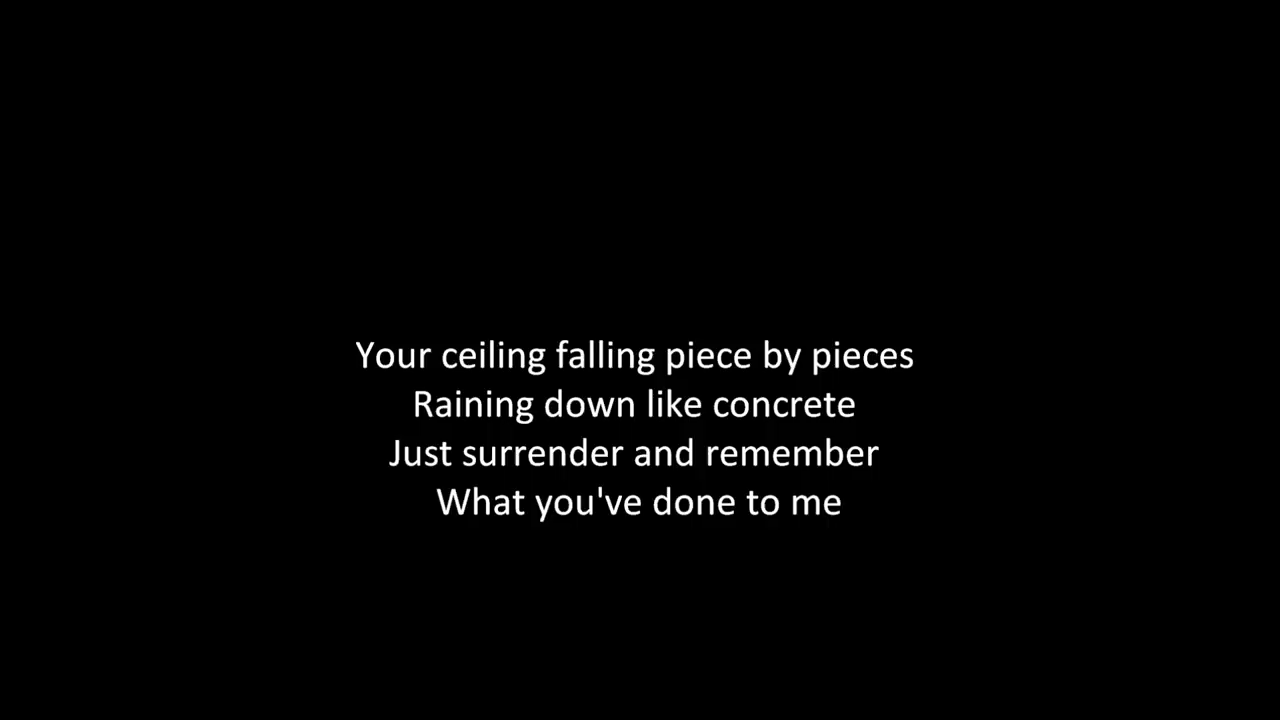 Your ceiling falling piece by pieces
Raining down like concrete
Just surrender and remember
What you've done to me